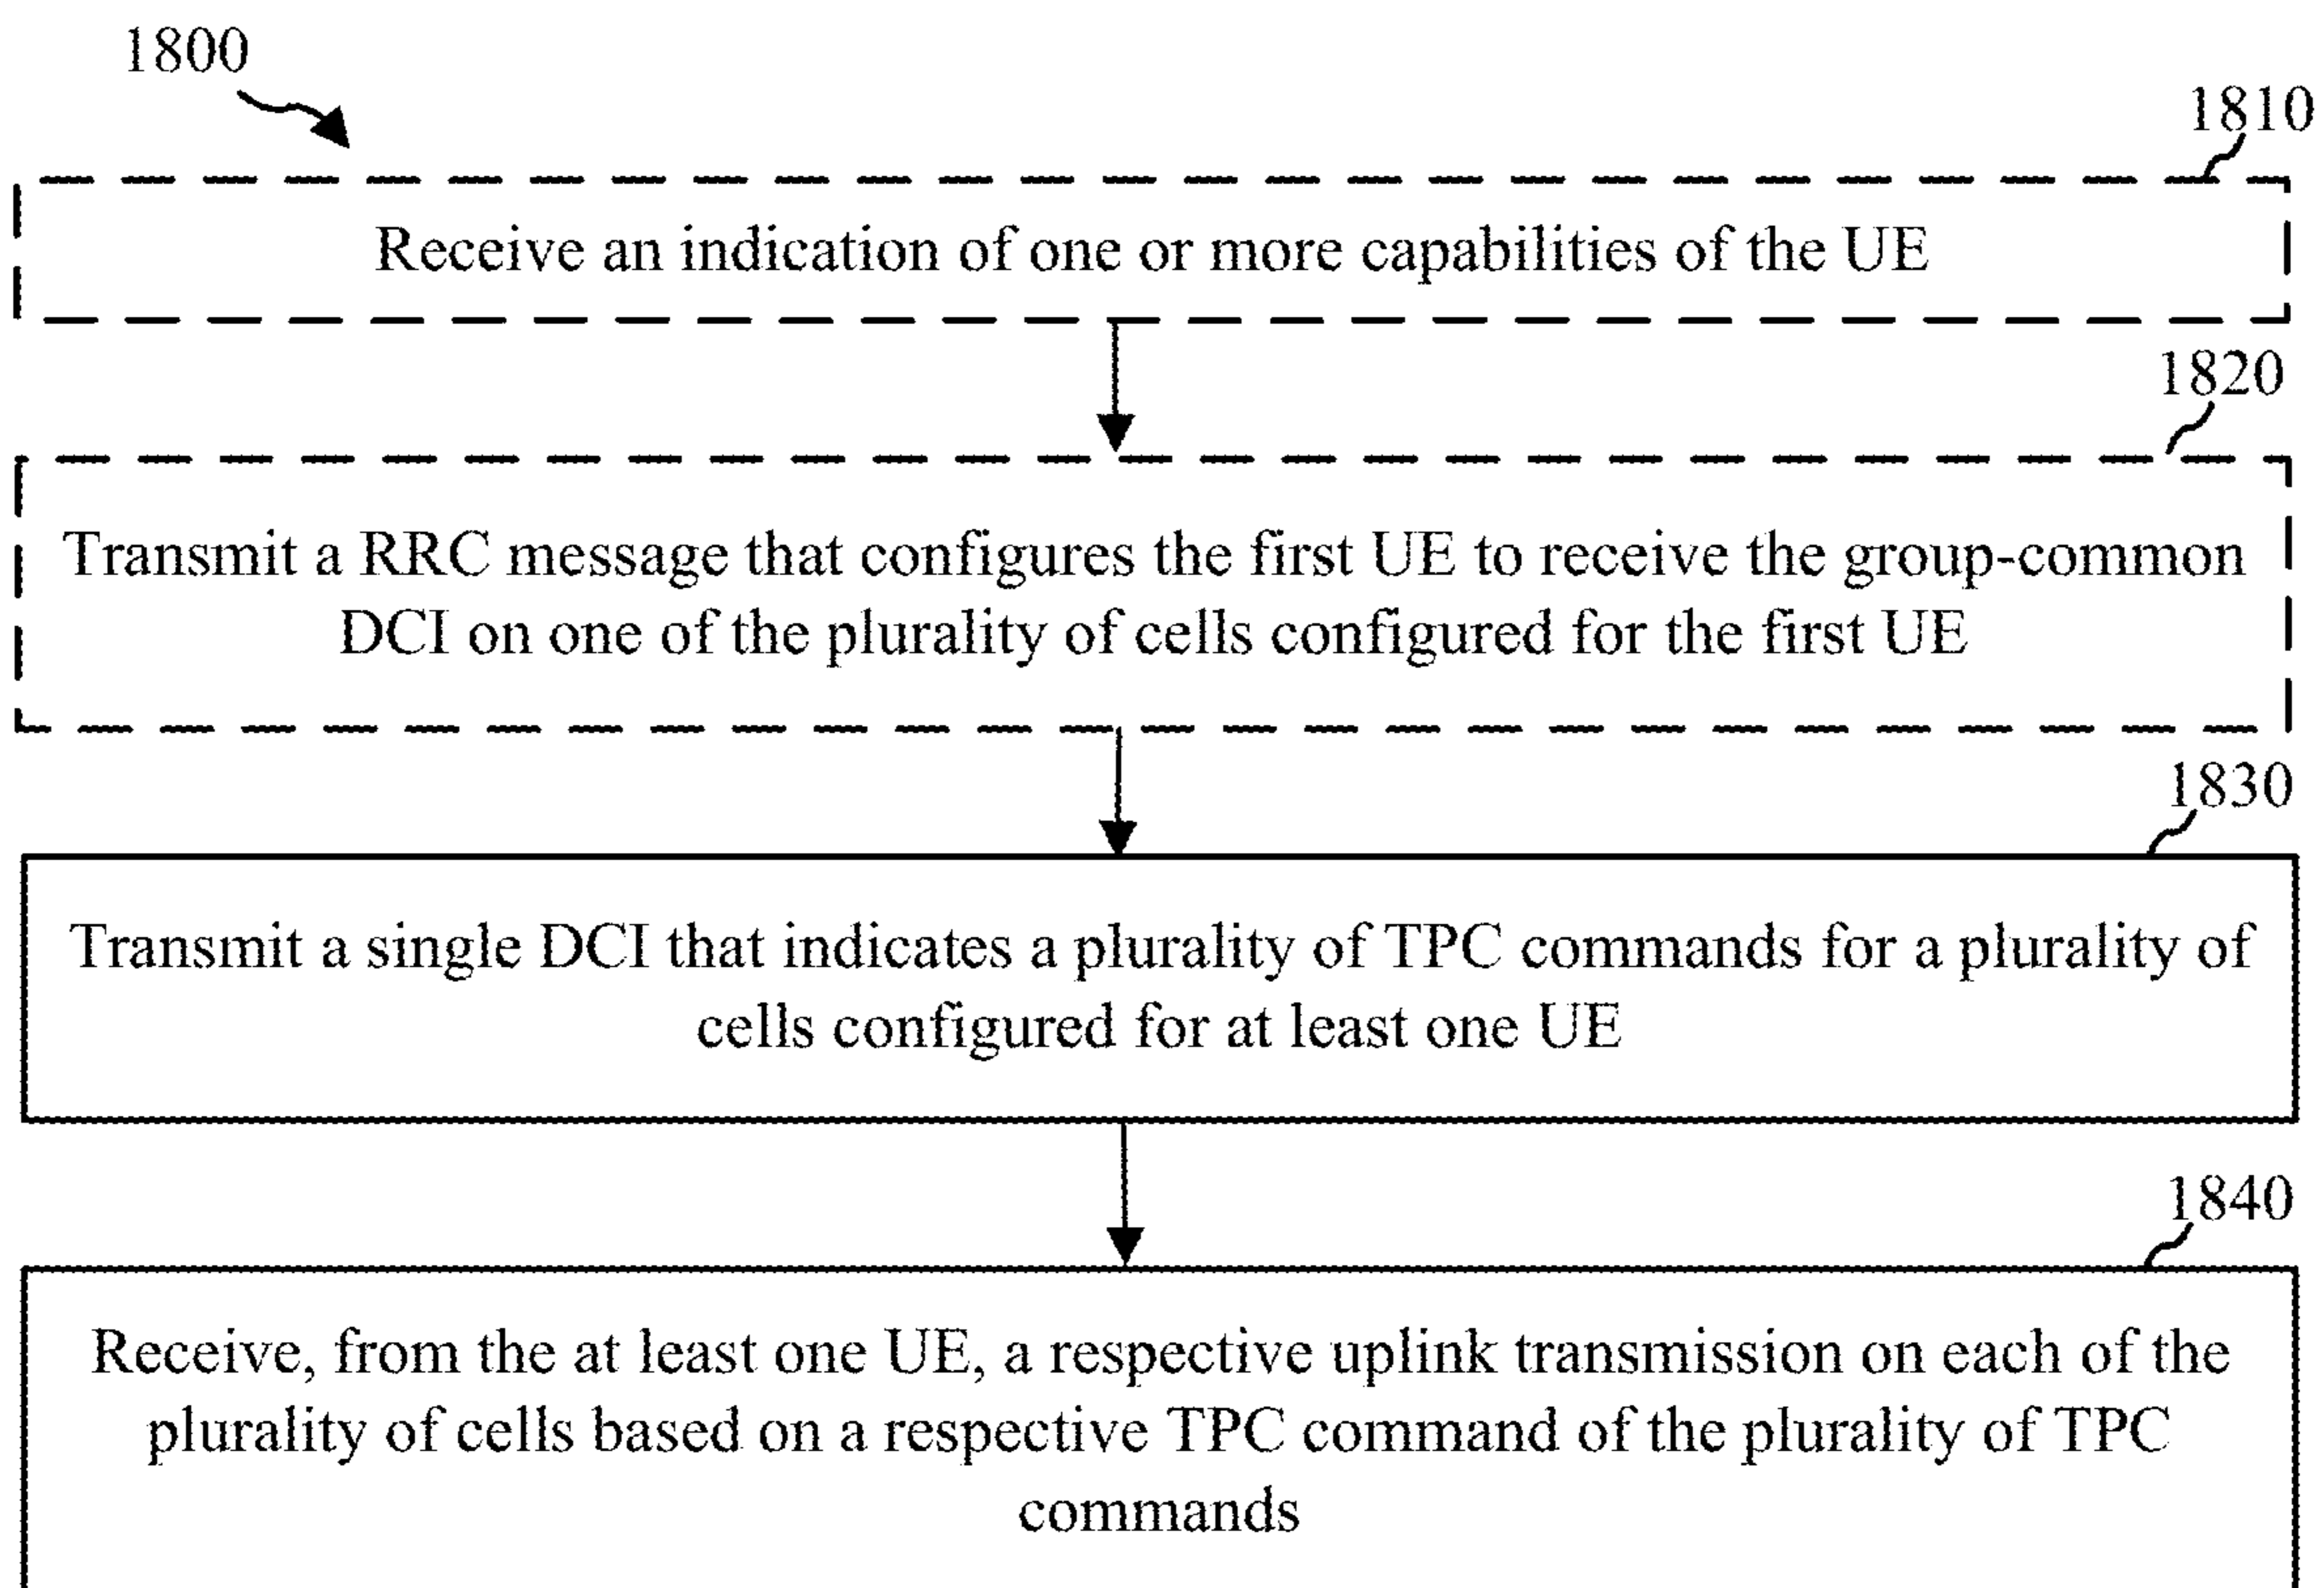 1800
1810
Receive an indication of one or more capabilities of the UE
1820
Transmit a RRC message that configures the first UE to receive the group-common
DCI on one of the plurality of cells configured for the first UE
1830
Transmit a single DCI that indicates a plurality of TPC commands for a plurality of
cells configured for at least one UE
1840
Receive, from the at least one UE, a respective uplink transmission on each of the
plurality of cells based on a respective TPC command of the plurality of TPC
commands